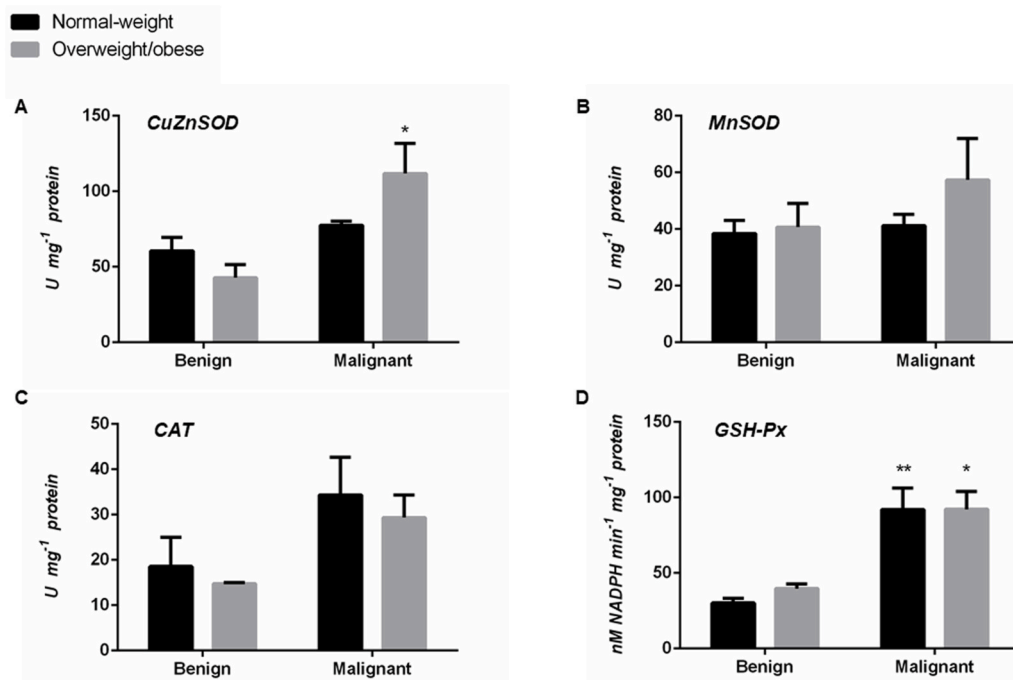 Normal-weight
Overweight/obese
A
CuZnSOD
150
100
50
0
U mg⁻¹ protein
*
Benign
Malignant
B
MnSOD
80
60
40
20
0
U mg⁻¹ protein
Benign
Malignant
C
CAT
50
40
30
20
10
0
U mg⁻¹ protein
Benign
Malignant
D
GSH-Px
150
100
50
0
nM NADPH min⁻¹ mg⁻¹ protein
**
*
Benign
Malignant